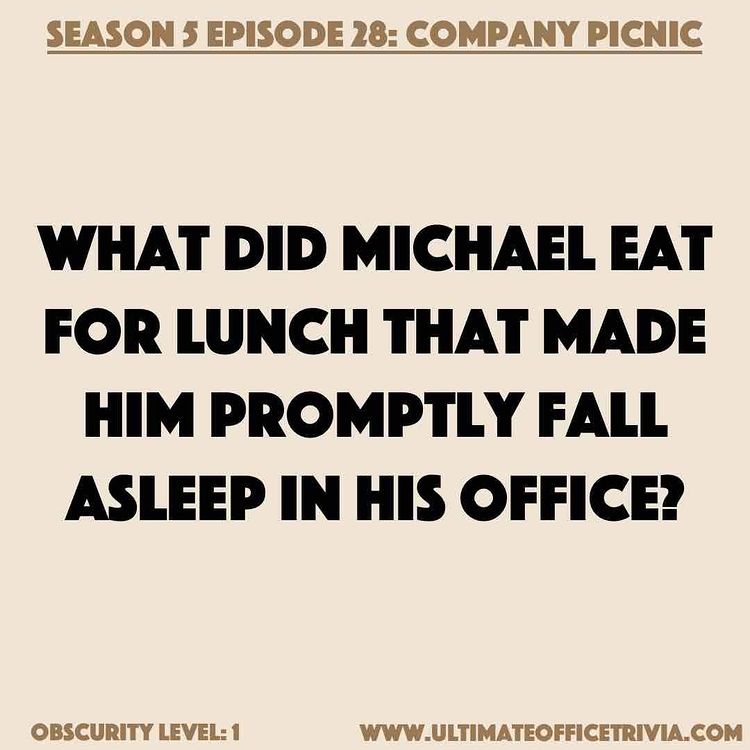 SEASON 5 EPISODE 28: COMPANY PICNIC
WHAT DID MICHAEL EAT
FOR LUNCH THAT MADE
HIM PROMPTLY FALL
ASLEEP IN HIS OFFICE?
OBSCURITY LEVEL: 1
WWW.ULTIMATEOFFICETRIVIA.COM